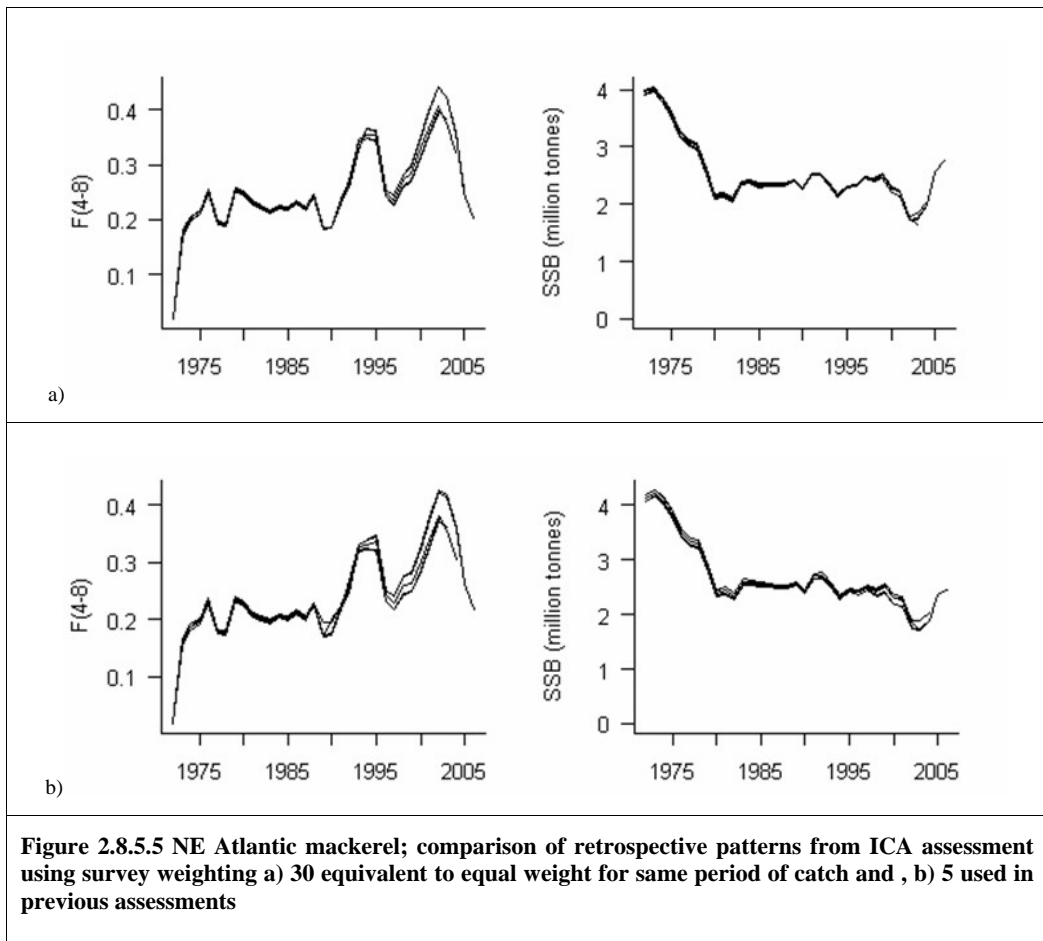 F(4-8)
0.4
0.3
0.2
0.1
1975 1985 1995 2005
SSB (million tonnes)
4
3
2
1
0
1975 1985 1995 2005
a)
F(4-8)
0.4
0.3
0.2
0.1
1975 1985 1995 2005
SSB (million tonnes)
4
3
2
1
0
1975 1985 1995 2005
b)
Figure 2.8.5.5 NE Atlantic mackerel; comparison of retrospective patterns from ICA assessment
using survey weighting a) 30 equivalent to equal weight for same period of catch and , b) 5 used in
previous assessments